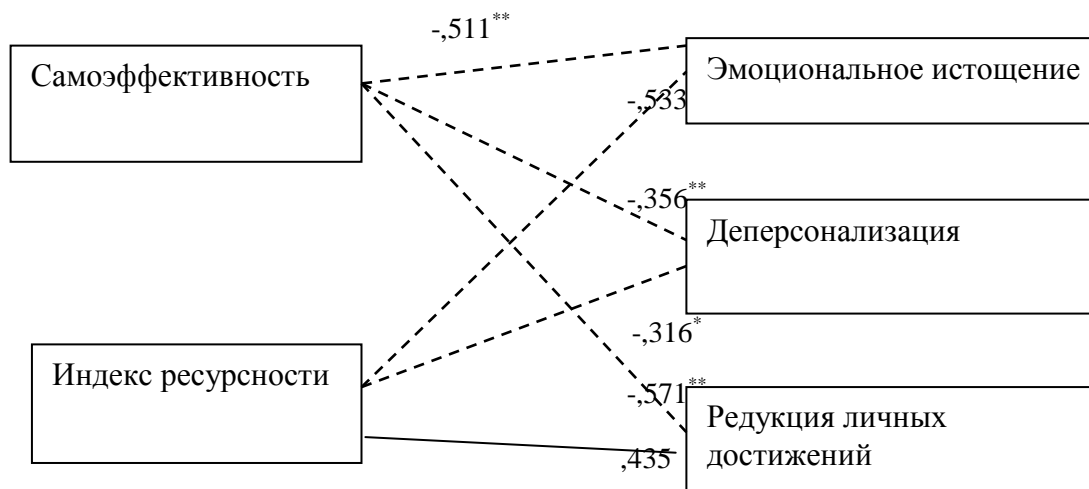 -,511**
Самоэффективность
Эмоциональное истощение
-,533
-,356**
Деперсонализация
-,316*
Индекс ресурсности
-,571**
Редукция личных
достижений
,435